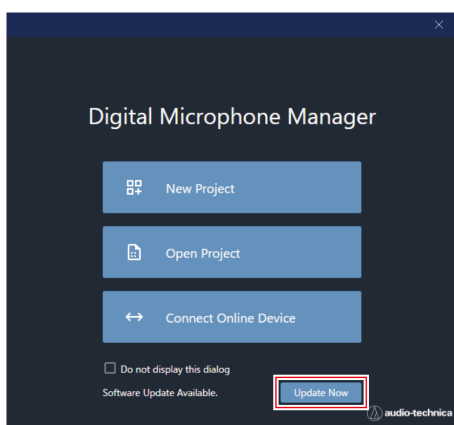 Digital Microphone Manager
New Project
Open Project
Connect Online Device
Do not display this dialog
Software Update Available.
Update Now
audio-technica